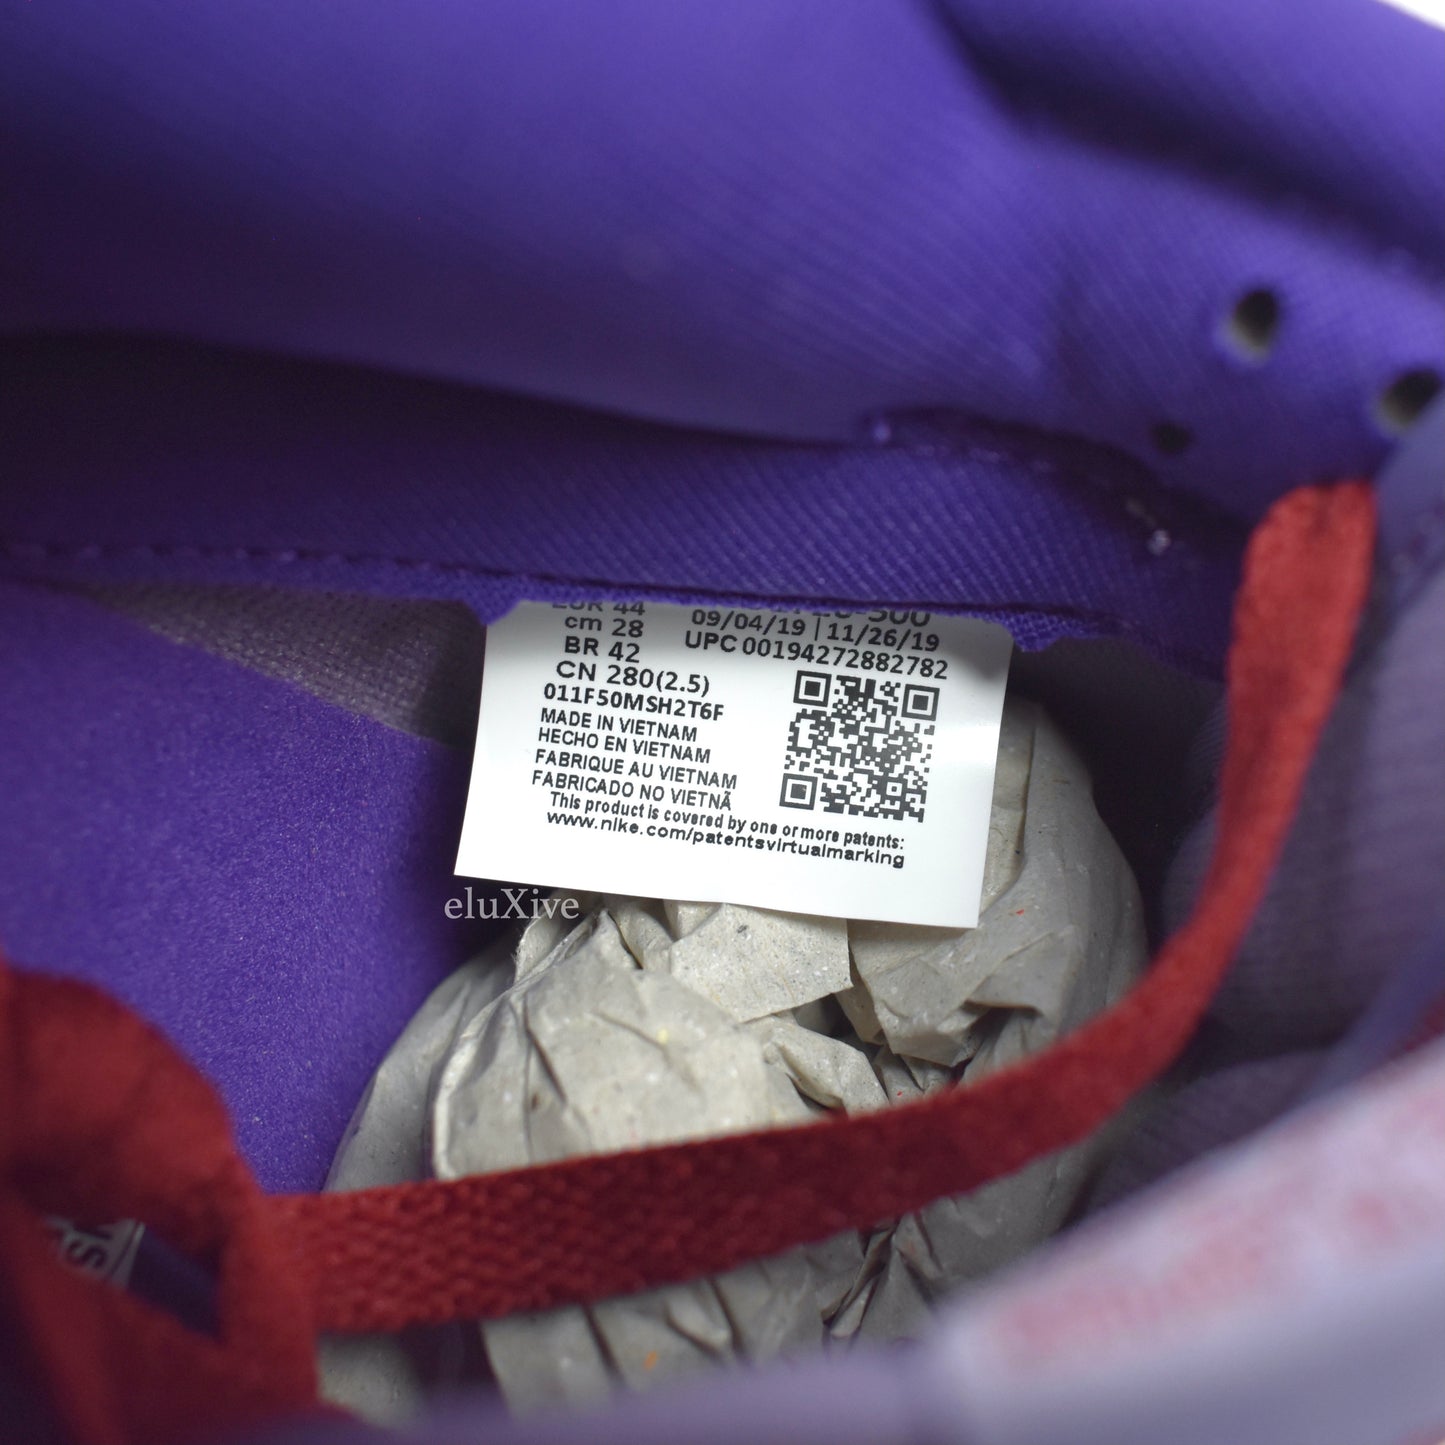 EUR 44
cm 28
BR 42
CN 280(2.5)
011F50MSH2T6F
09/04/19 | 11/26/19
UPC 00194272882782
MADE IN VIETNAM
HECHO EN VIETNAM
FABRIQUE AU VIETNAM
FABRICADO NO VIETNÃ
This product is covered by one or more patents:
www.nike.com/patentsvirtualmarking
eluXive